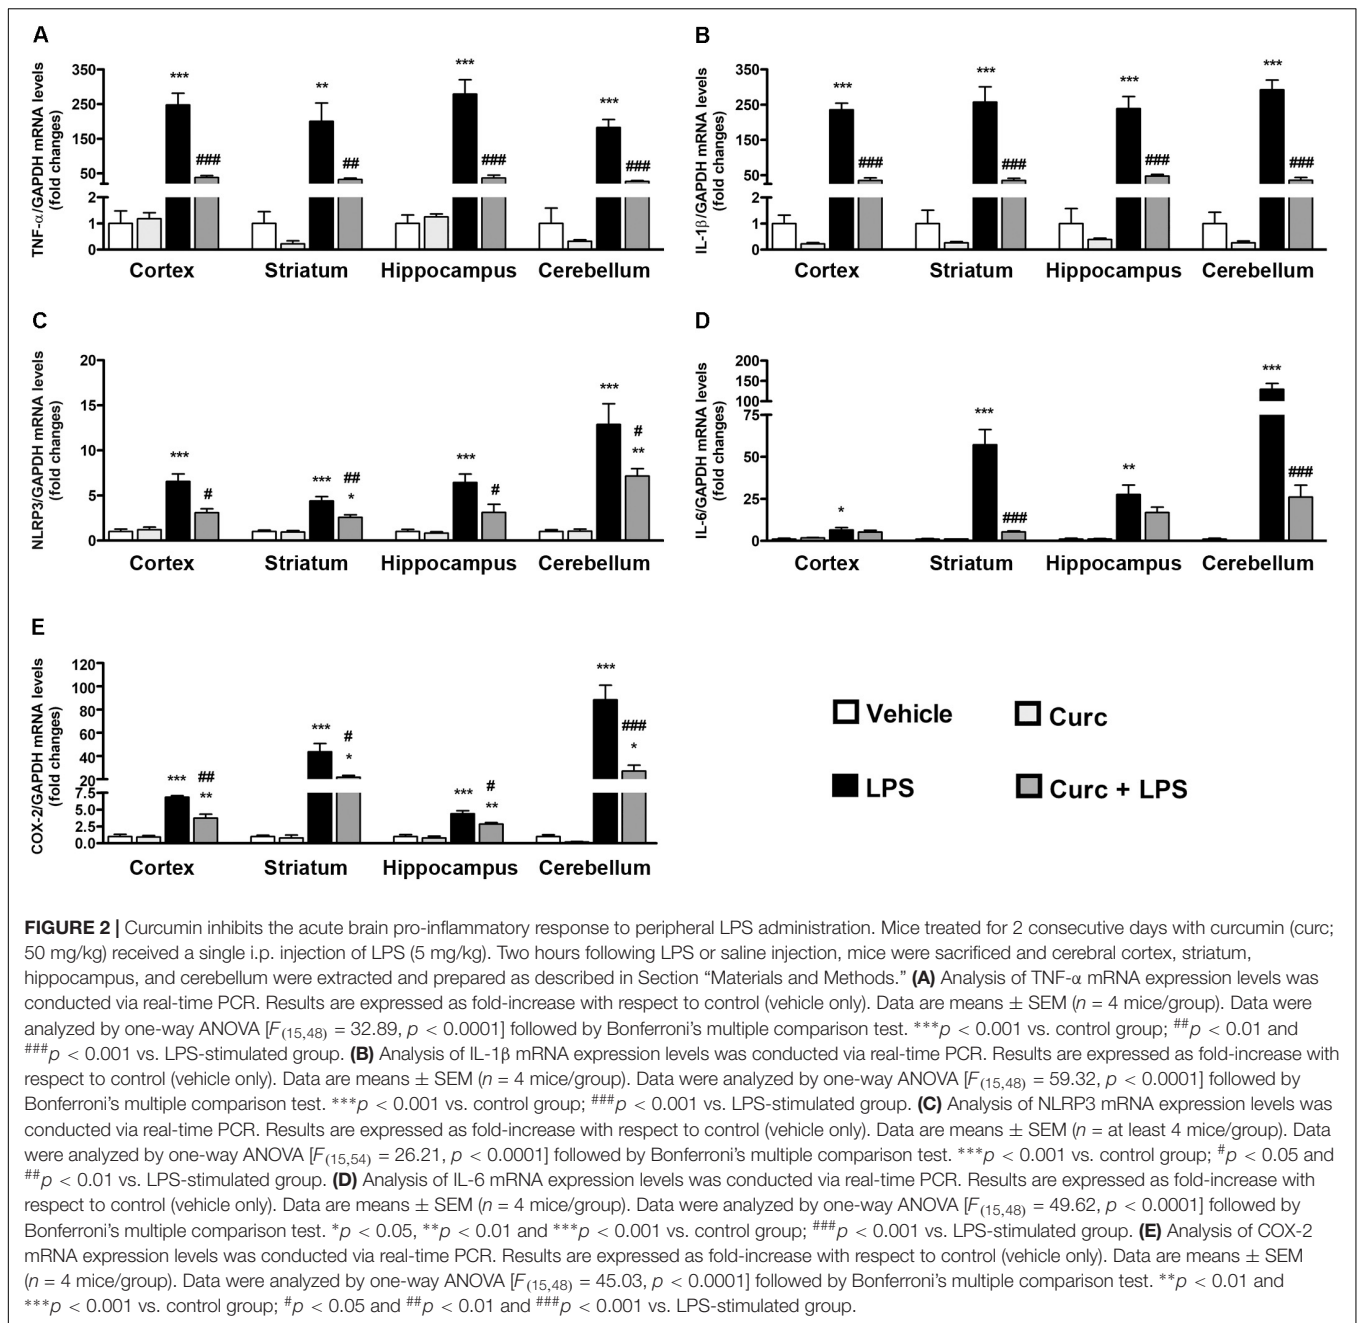 A
TNF-α/GAPDH mRNA levels
(fold changes)
350
250
150
50
2
1
0
*** ### ** ## *** ### *** ###
Cortex Striatum Hippocampus Cerebellum
B
IL-1β/GAPDH mRNA levels
(fold changes)
350
250
150
50
2
1
0
*** ### *** ### *** ### *** ###
Cortex Striatum Hippocampus Cerebellum
C
NLRP3/GAPDH mRNA levels
(fold changes)
20
15
10
5
0
*** # *** ## * *** # *** # **
Cortex Striatum Hippocampus Cerebellum
D
IL-6/GAPDH mRNA levels
(fold changes)
200
150
100
75
50
25
0
* *** ### ** *** ###
Cortex Striatum Hippocampus Cerebellum
E
COX-2/GAPDH mRNA levels
(fold changes)
120
100
80
60
40
20
7.5
5.0
2.5
0.0
*** ## ** *** # * *** # ** *** ### *
Cortex Striatum Hippocampus Cerebellum
Vehicle Curc
LPS Curc + LPS
FIGURE 2 | Curcumin inhibits the acute brain pro-inflammatory response to peripheral LPS administration. Mice treated for 2 consecutive days with curcumin (curc;
50 mg/kg) received a single i.p. injection of LPS (5 mg/kg). Two hours following LPS or saline injection, mice were sacrificed and cerebral cortex, striatum,
hippocampus, and cerebellum were extracted and prepared as described in Section “Materials and Methods.” (A) Analysis of TNF-α mRNA expression levels was
conducted via real-time PCR. Results are expressed as fold-increase with respect to control (vehicle only). Data are means ± SEM (n = 4 mice/group). Data were
analyzed by one-way ANOVA [F(15,48) = 32.89, p < 0.0001] followed by Bonferroni’s multiple comparison test. ***p < 0.001 vs. control group; ##p < 0.01 and
###p < 0.001 vs. LPS-stimulated group. (B) Analysis of IL-1β mRNA expression levels was conducted via real-time PCR. Results are expressed as fold-increase with
respect to control (vehicle only). Data are means ± SEM (n = 4 mice/group). Data were analyzed by one-way ANOVA [F(15,48) = 59.32, p < 0.0001] followed by
Bonferroni’s multiple comparison test. ***p < 0.001 vs. control group; ###p < 0.001 vs. LPS-stimulated group. (C) Analysis of NLRP3 mRNA expression levels was
conducted via real-time PCR. Results are expressed as fold-increase with respect to control (vehicle only). Data are means ± SEM (n = at least 4 mice/group). Data
were analyzed by one-way ANOVA [F(15,54) = 26.21, p < 0.0001] followed by Bonferroni’s multiple comparison test. ***p < 0.001 vs. control group; #p < 0.05 and
##p < 0.01 vs. LPS-stimulated group. (D) Analysis of IL-6 mRNA expression levels was conducted via real-time PCR. Results are expressed as fold-increase with
respect to control (vehicle only). Data are means ± SEM (n = 4 mice/group). Data were analyzed by one-way ANOVA [F(15,48) = 49.62, p < 0.0001] followed by
Bonferroni’s multiple comparison test. *p < 0.05, **p < 0.01 and ***p < 0.001 vs. control group; ###p < 0.001 vs. LPS-stimulated group. (E) Analysis of COX-2
mRNA expression levels was conducted via real-time PCR. Results are expressed as fold-increase with respect to control (vehicle only). Data are means ± SEM
(n = 4 mice/group). Data were analyzed by one-way ANOVA [F(15,48) = 45.03, p < 0.0001] followed by Bonferroni’s multiple comparison test. **p < 0.01 and
***p < 0.001 vs. control group; #p < 0.05 and ##p < 0.01 and ###p < 0.001 vs. LPS-stimulated group.